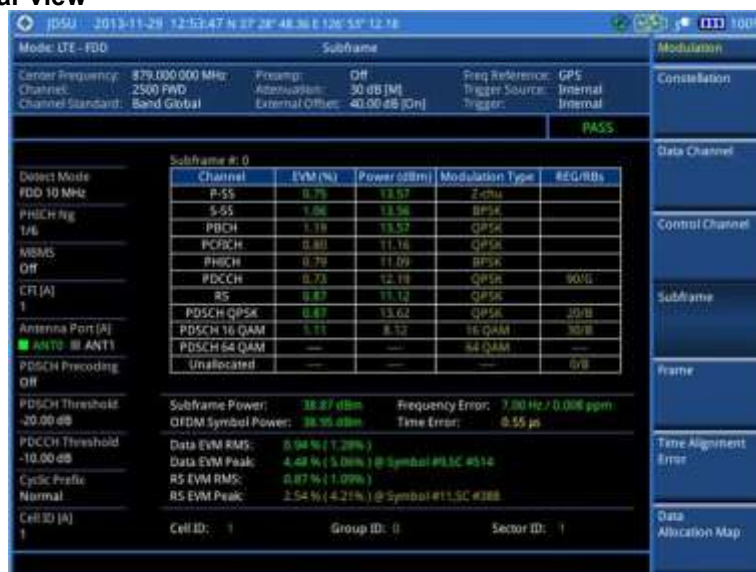 JDSU 2013-11-29 12:53:47 N 37° 28' 48.36 E 126° 53' 12.18 100%
Mode: LTE - FDD Subframe Modulation
Center Frequency: 879.000 000 MHz Preamp: Off Freq Reference: GPS
Channel: 2500 FWD Attenuation: 30 dB [M] Trigger Source: Internal
Channel Standard: Band Global External Offset: 40.00 dB [On] Trigger: Internal
PASS
Subframe #: 0
Channel EVM (%) Power (dBm) Modulation Type REG/RBs
P-SS 0.75 13.57 Z-chu
S-SS 1.06 13.56 BPSK
PBCH 1.19 13.57 QPSK
PCFICH 0.80 11.16 QPSK
PHICH 0.79 11.09 BPSK
PDCCH 0.73 12.19 QPSK 90/G
RS 0.87 11.12 QPSK
PDSCH QPSK 0.87 13.62 QPSK 20/B
PDSCH 16 QAM 1.11 8.12 16 QAM 30/B
PDSCH 64 QAM --- --- 64 QAM ---
Unallocated --- --- 0/B
Subframe Power: 38.87 dBm Frequency Error: 7.00 Hz / 0.008 ppm
OFDM Symbol Power: 38.95 dBm Time Error: 0.55 µs
Data EVM RMS: 0.94 % ( 1.28% )
Data EVM Peak: 4.48 % ( 5.06% ) @ Symbol #9,SC #514
RS EVM RMS: 0.87 % ( 1.09% )
RS EVM Peak: 2.54 % ( 4.21% ) @ Symbol #11,SC #388
Cell ID: 1 Group ID: 0 Sector ID: 1
Detect Mode
FDD 10 MHz
PHICH Ng
1/6
MBMS
Off
CFI [A]
1
Antenna Port [A]
ANT0 ANT1
PDSCH Precoding
Off
PDSCH Threshold
-20.00 dB
PDCCH Threshold
-10.00 dB
Cyclic Prefix
Normal
Cell ID [A]
1
Constellation
Data Channel
Control Channel
Subframe
Frame
Time Alignment
Error
Data
Allocation Map